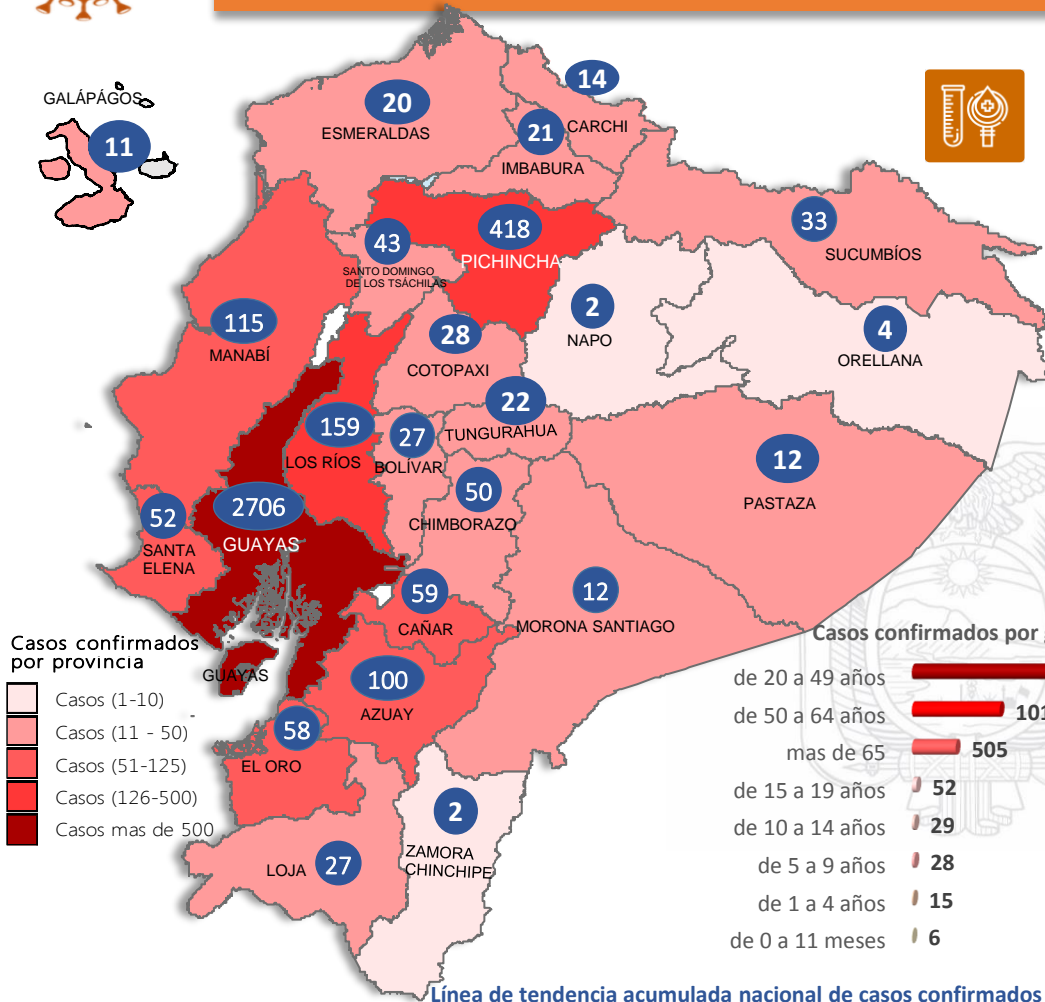 14
GALÁPÁGOS
20
ESMERALDAS
11
21
CARCHI
IMBABURA
33
SUCUMBÍOS
418
PICHINCHA
43
SANTO DOMINGO
DE LOS TSÁCHILAS
2
NAPO
4
ORELLANA
115
MANABÍ
28
COTOPAXI
22
TUNGURAHUA
159
LOS RÍOS
27
BOLÍVAR
12
PASTAZA
50
CHIMBORAZO
52
SANTA
ELENA
2706
GUAYAS
59
CAÑAR
12
MORONA SANTIAGO
GUAYAS
100
AZUAY
58
EL ORO
2
ZAMORA
CHINCHIPE
LOJA
27
Casos confirmados
por provincia
Casos (1-10)
Casos (11 - 50)
Casos (51-125)
Casos (126-500)
Casos mas de 500
Casos confirmados por
de 20 a 49 años
de 50 a 64 años 101
mas de 65 505
de 15 a 19 años 52
de 10 a 14 años 29
de 5 a 9 años 28
de 1 a 4 años 15
de 0 a 11 meses 6
Línea de tendencia acumulada nacional de casos confirmados